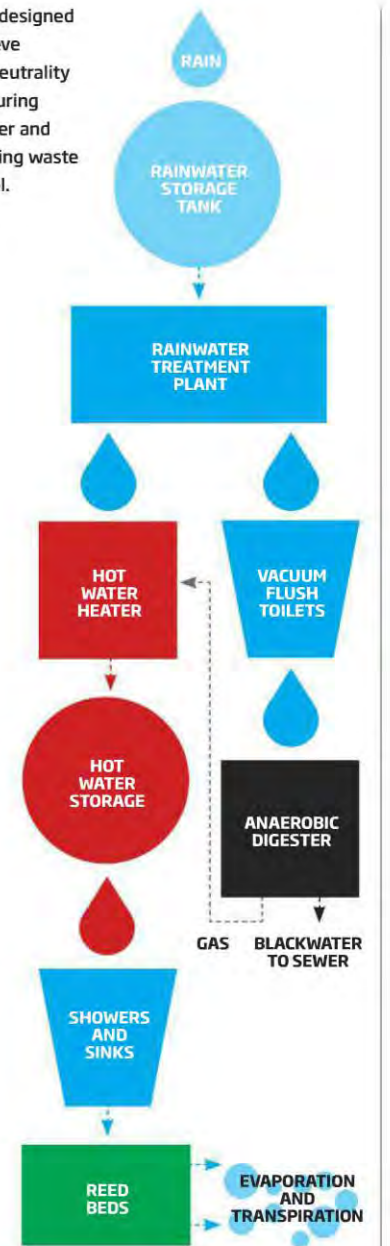 designed
eutrality
uring
er and
ing waste
RAIN
RAINWATER
STORAGE
TANK
RAINWATER
TREATMENT
PLANT
HOT
WATER
HEATER
VACUUM
FLUSH
TOILETS
HOT
WATER
STORAGE
ANAEROBIC
DIGESTER
GAS
BLACKWATER
TO SEWER
SHOWERS
AND
SINKS
REED
BEDS
EVAPORATION
AND
TRANSPIRATION